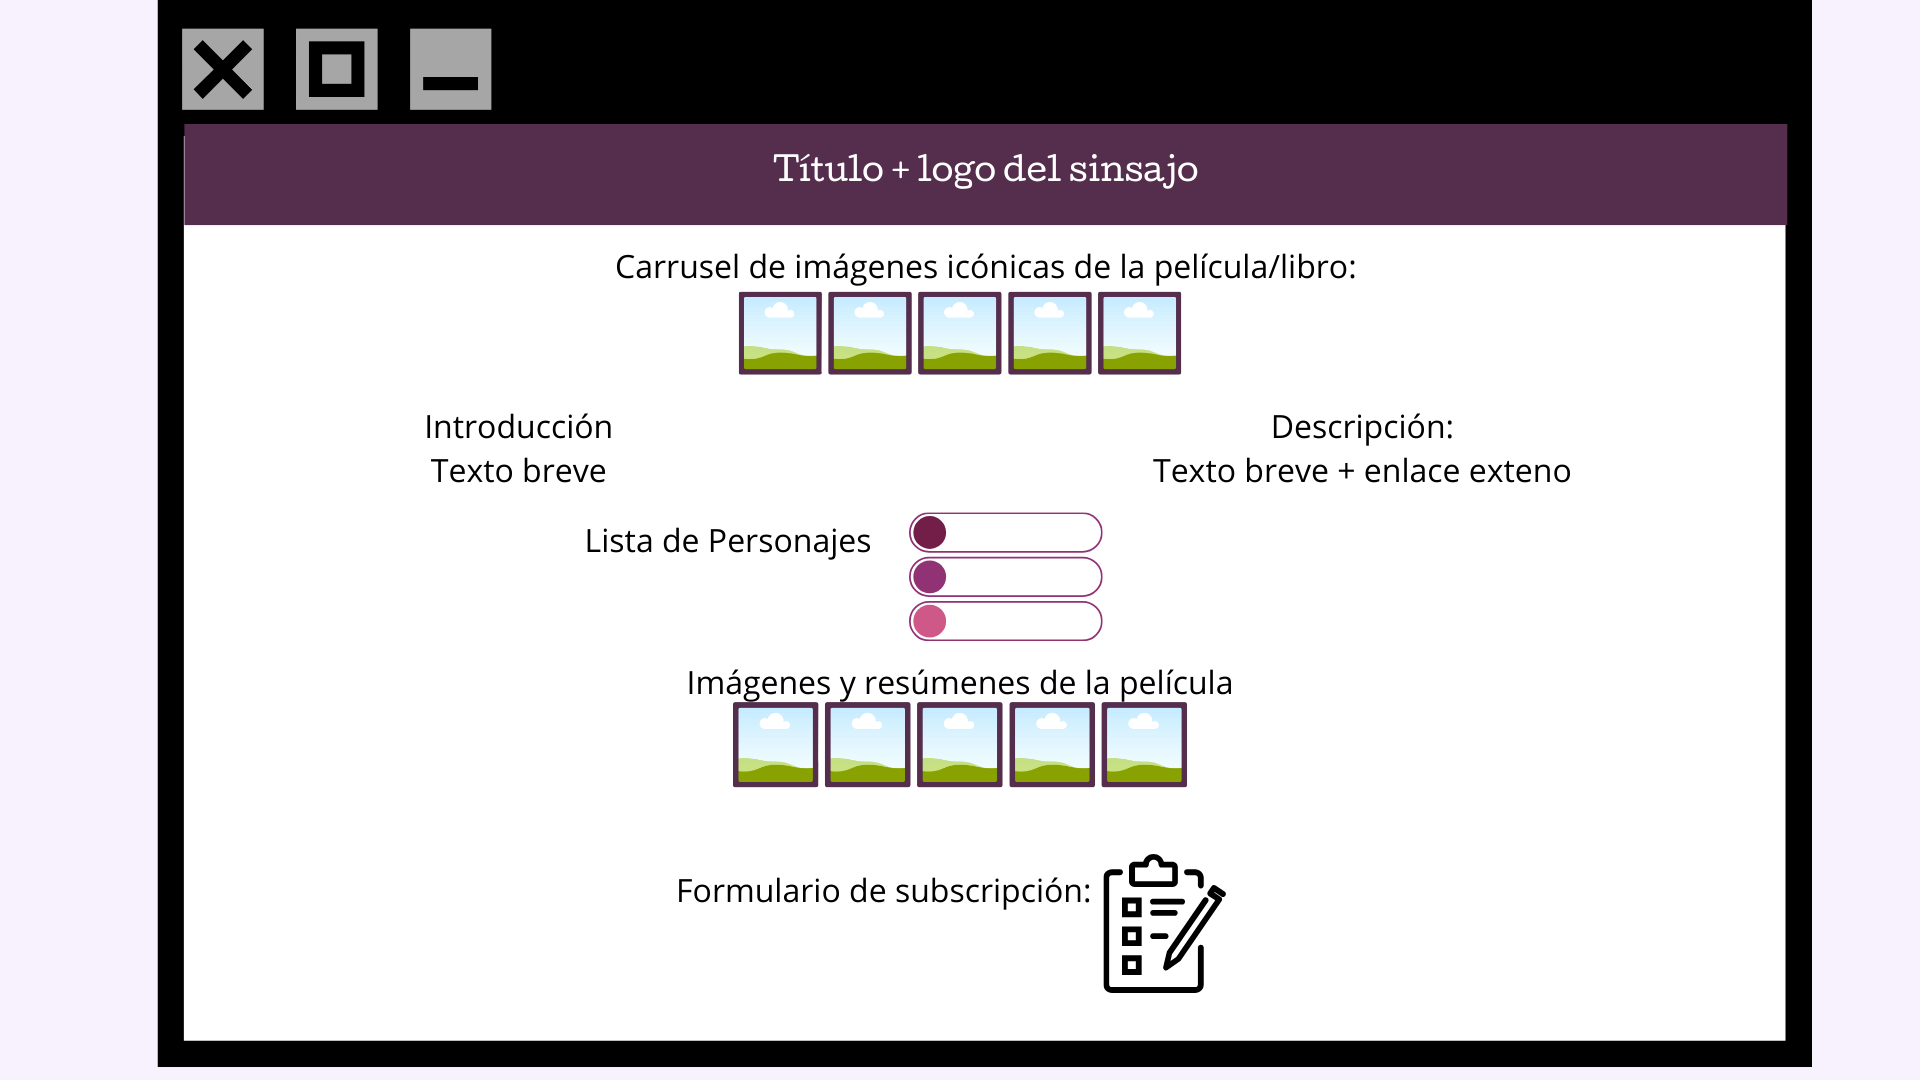 Título + logo del sinsajo
Carrusel de imágenes icónicas de la película/libro:
Introducción
Texto breve
Descripción:
Texto breve + enlace exteno
Lista de Personajes
Imágenes y resúmenes de la película
Formulario de subscripción: